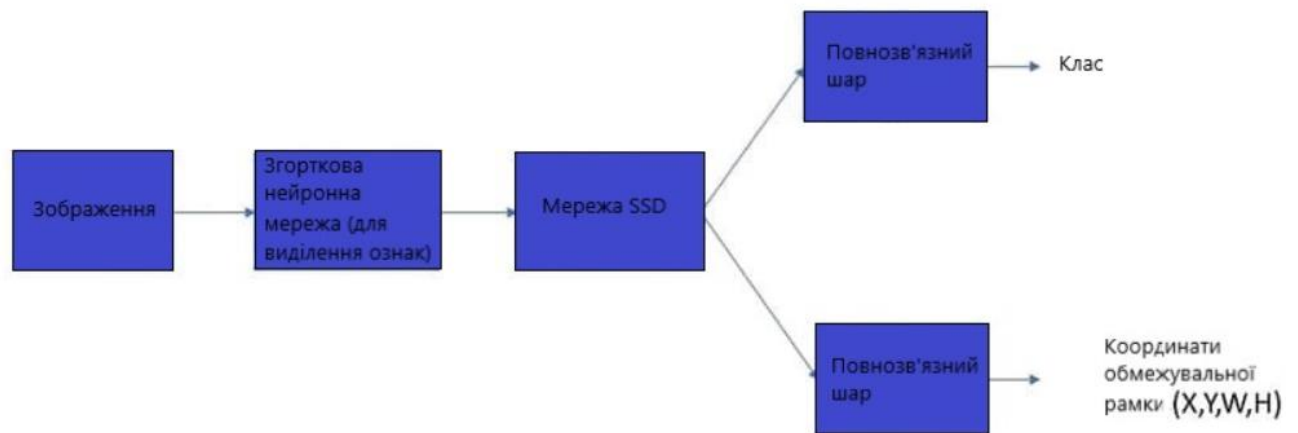 Зображення
Згорткова
нейронна
мережа (для
виділення ознак)
Мережа SSD
Повнозв'язний
шар
Клас
Повнозв'язний
шар
Координати
обмежувальної
рамки (X,Y,W,H)